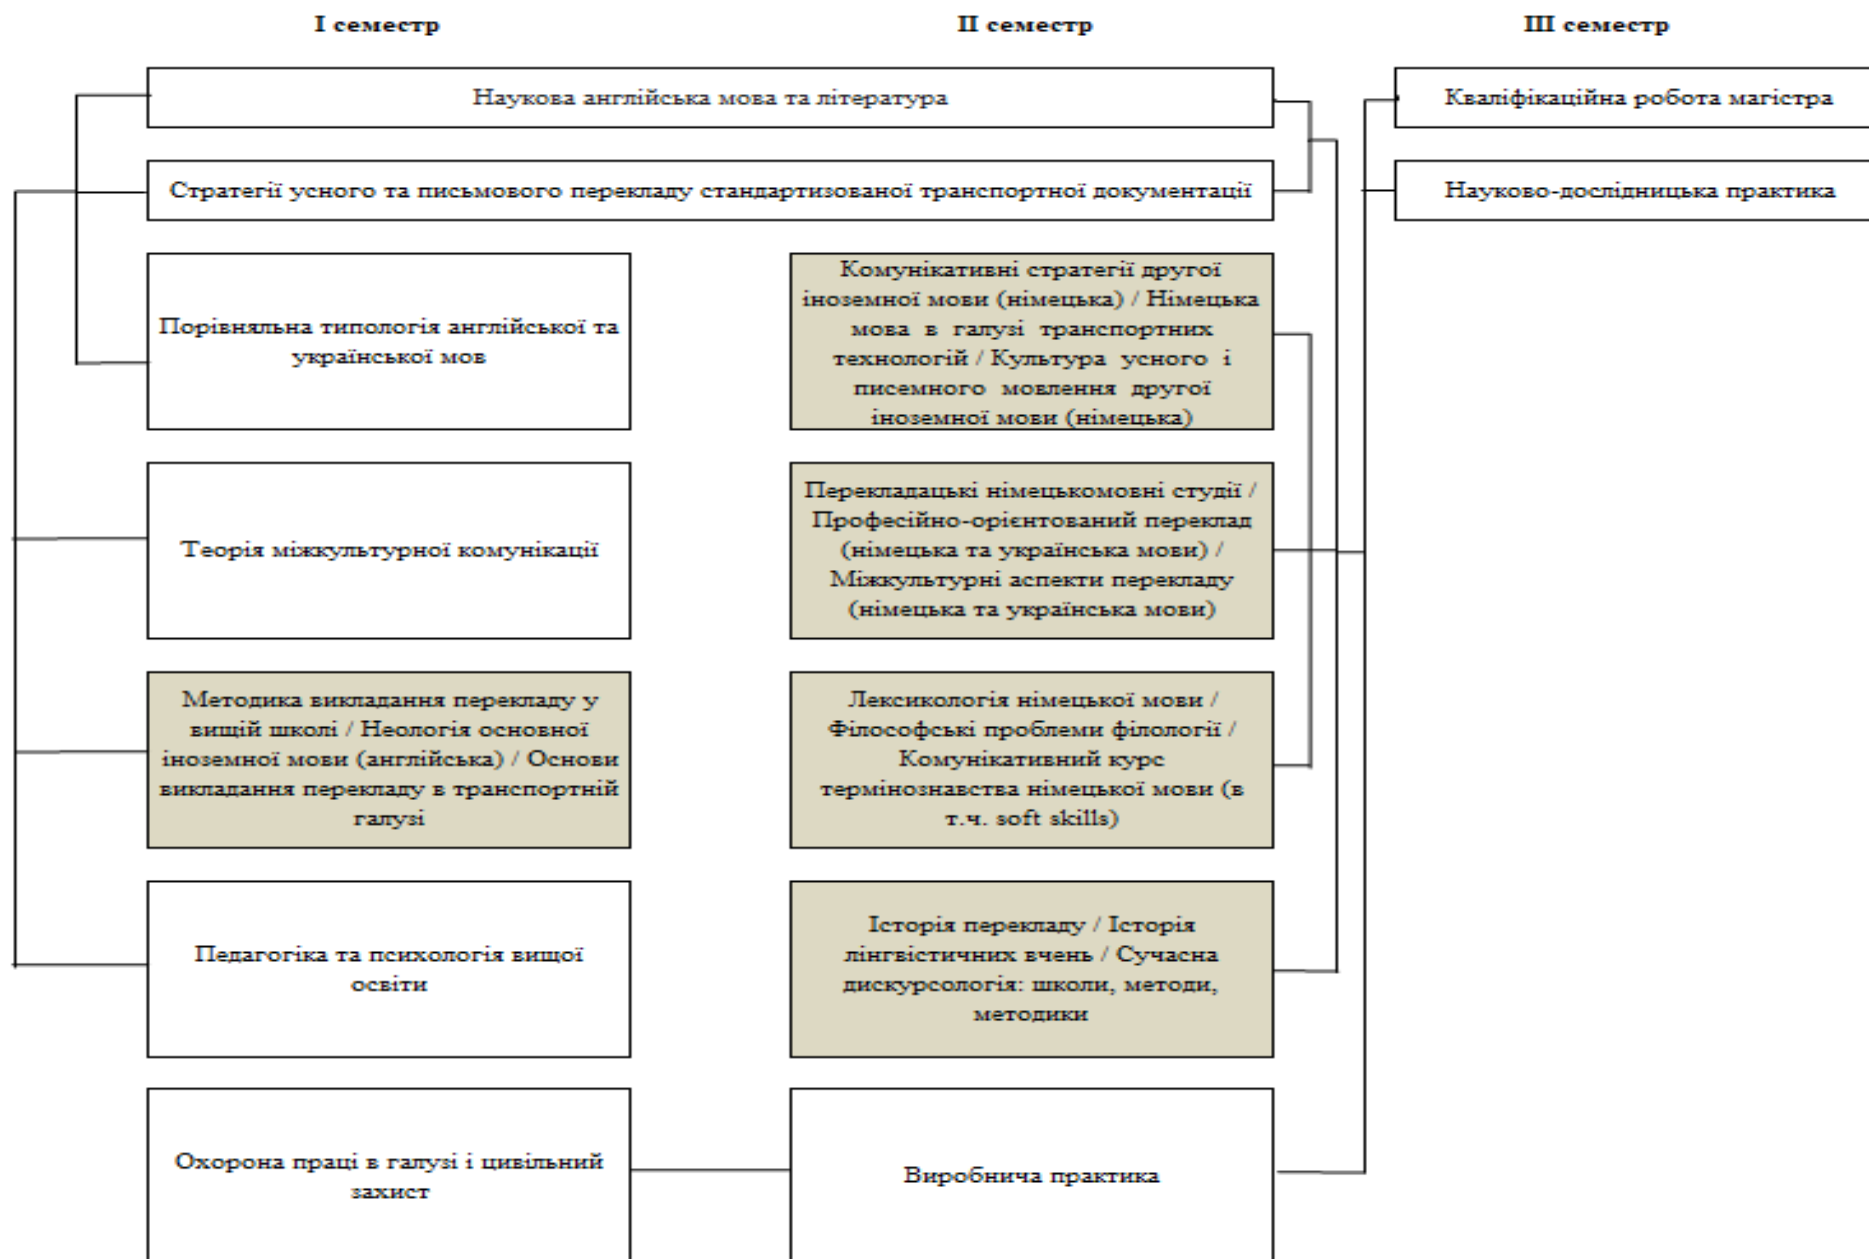 І семестр
ІІ семестр
ІІІ семестр
Наукова англійська мова та література
Кваліфікаційна робота магістра
Стратегії усного та письмового перекладу стандартизованої транспортної документації
Науково-дослідницька практика
Порівняльна типологія англійської та
української мов
Комунікативні стратегії другої
іноземної мови (німецька) / Німецька
мова в галузі транспортних
технологій / Культура усного і
писемного мовлення другої
іноземної мови (німецька)
Теорія міжкультурної комунікації
Перекладацькі німецькомовні студії /
Професійно-орієнтований переклад
(німецька та українська мови) /
Міжкультурні аспекти перекладу
(німецька та українська мови)
Методика викладання перекладу у
вищій школі / Неологія основної
іноземної мови (англійська) / Основи
викладання перекладу в транспортній
галузі
Лексикологія німецької мови /
Філософські проблеми філології /
Комунікативний курс
термінознавства німецької мови (в
т.ч. soft skills)
Педагогіка та психологія вищої
освіти
Історія перекладу / Історія
лінгвістичних вчень / Сучасна
дискурсологія: школи, методи,
методики
Охорона праці в галузі і цивільний
захист
Виробнича практика